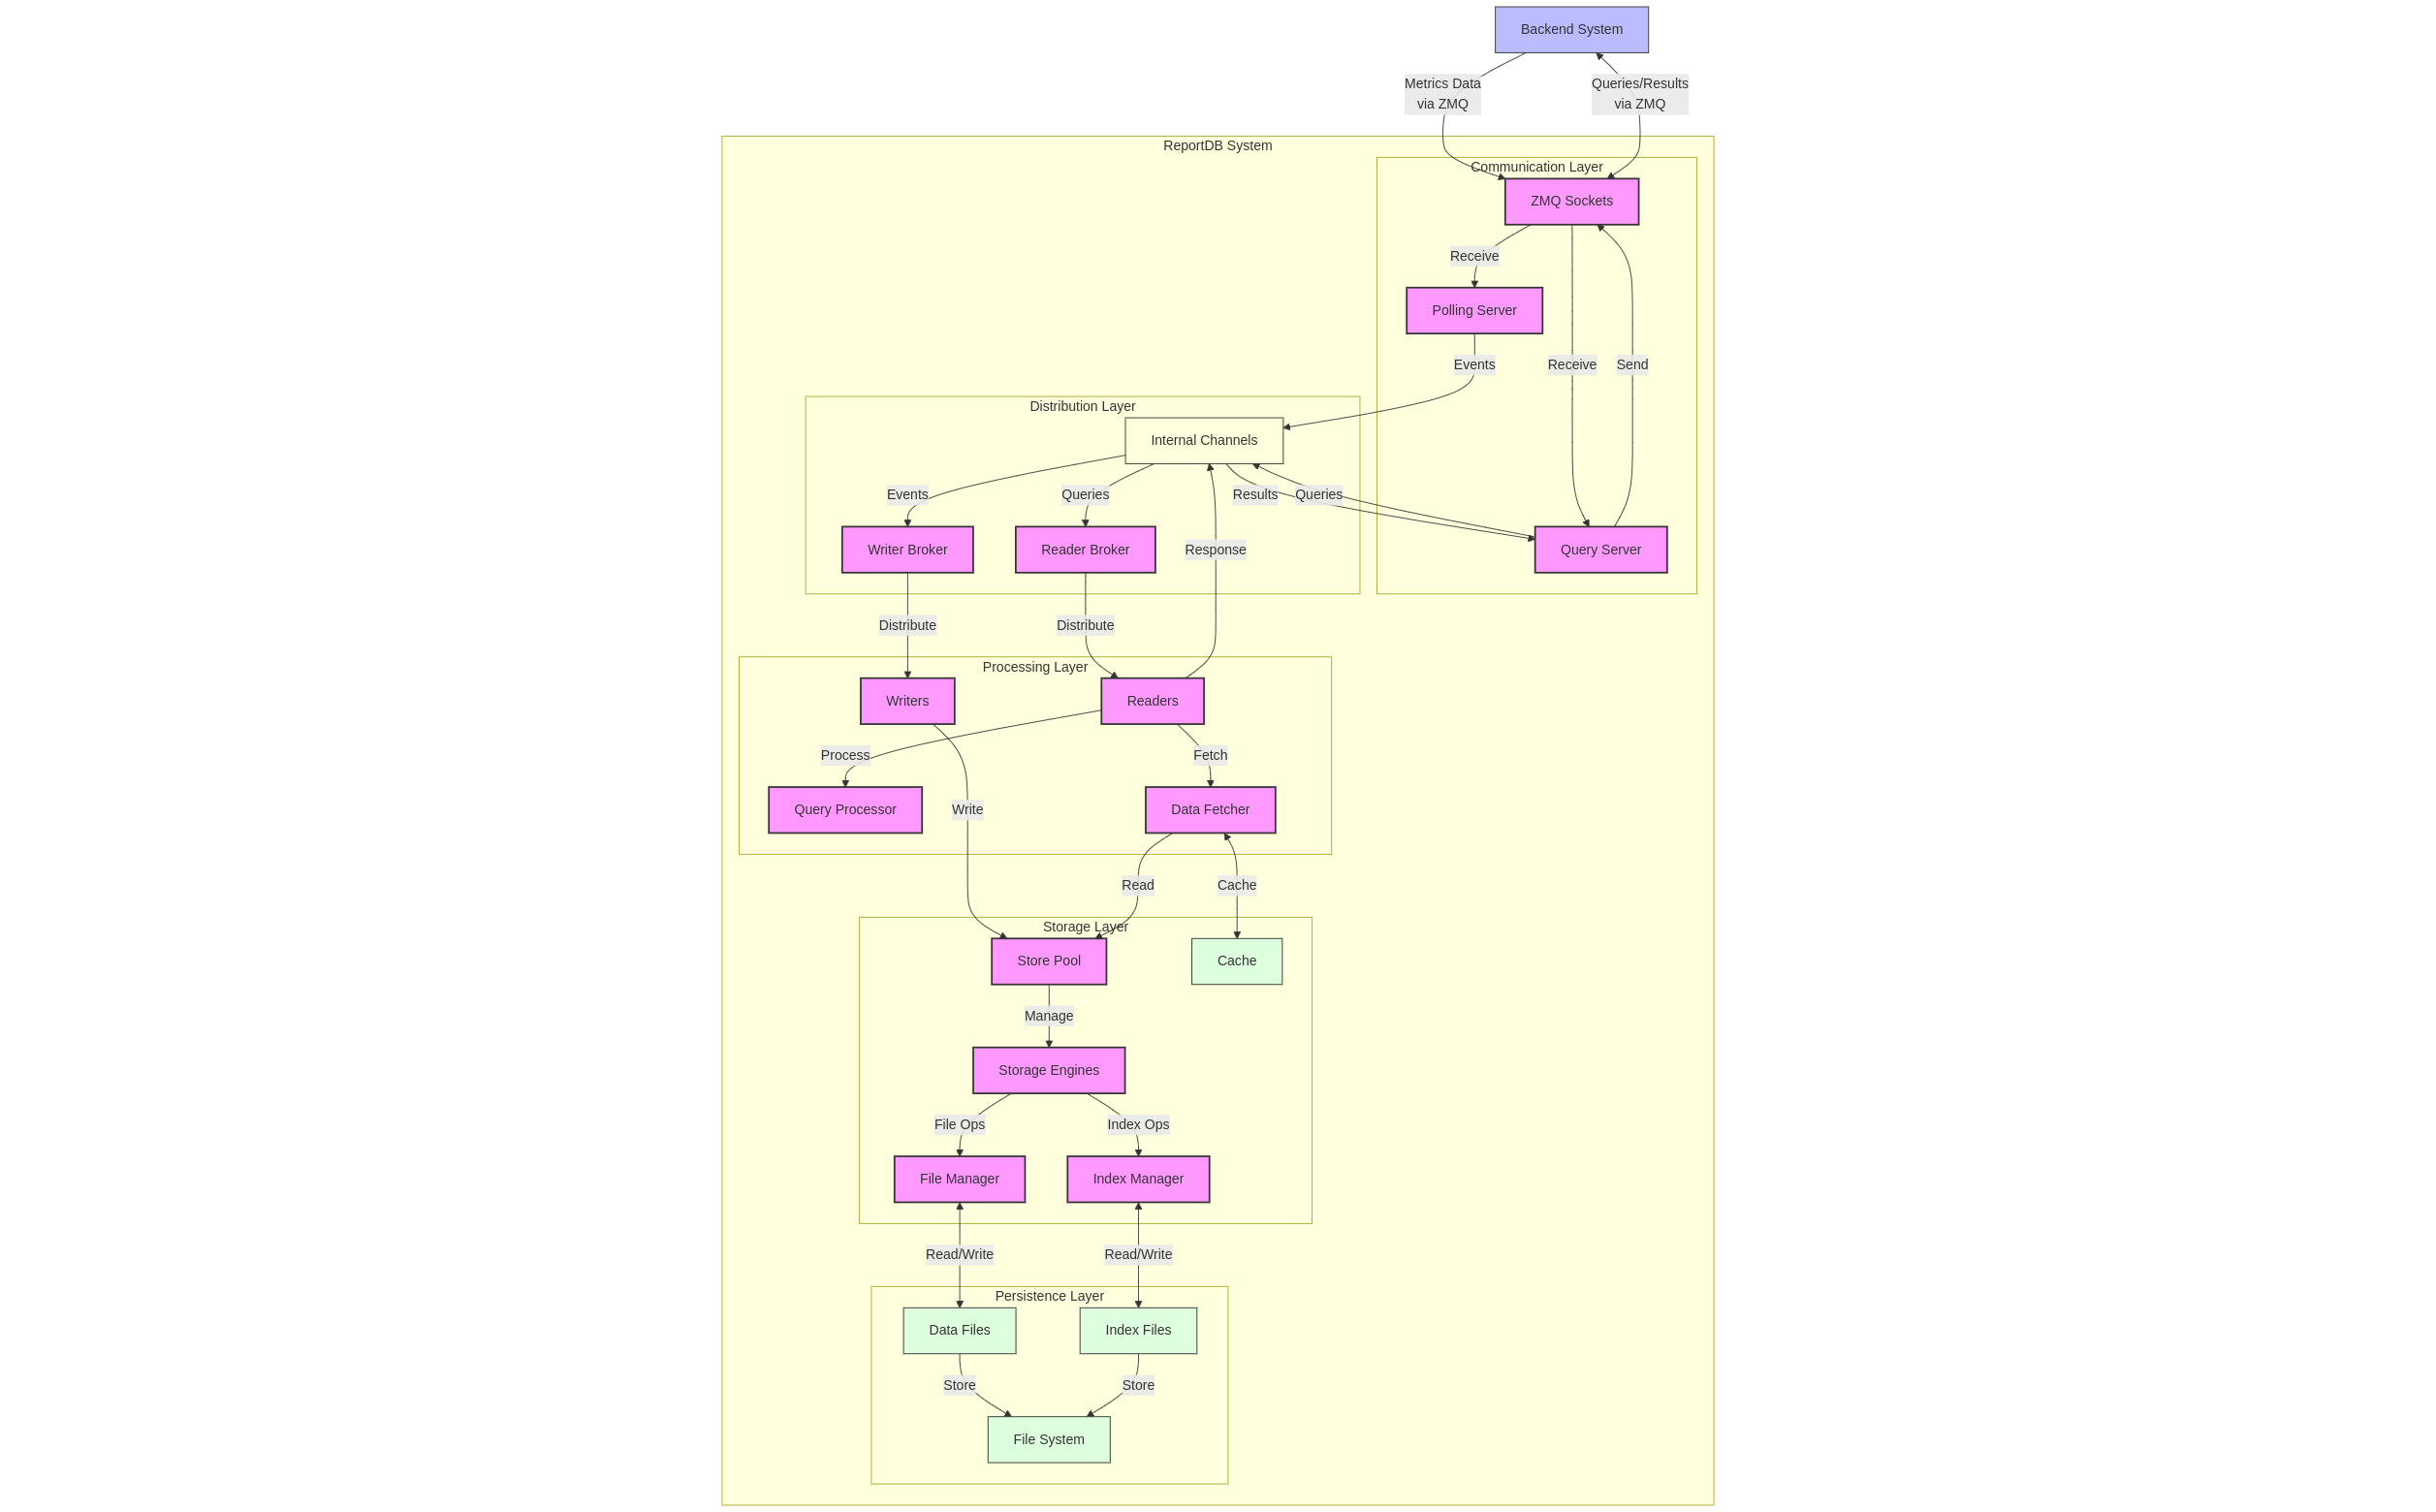 Backend System
Metrics Data
via ZMQ
Queries/Results
via ZMQ
ReportDB System
Communication Layer
ZMQ Sockets
Receive
Polling Server
Events
Receive
Send
Distribution Layer
Internal Channels
Events
Queries
Results
Queries
Writer Broker
Reader Broker
Response
Query Server
Distribute
Distribute
Processing Layer
Writers
Readers
Process
Fetch
Query Processor
Write
Data Fetcher
Read
Cache
Storage Layer
Store Pool
Cache
Manage
Storage Engines
File Ops
Index Ops
File Manager
Index Manager
Read/Write
Read/Write
Persistence Layer
Data Files
Index Files
Store
Store
File System